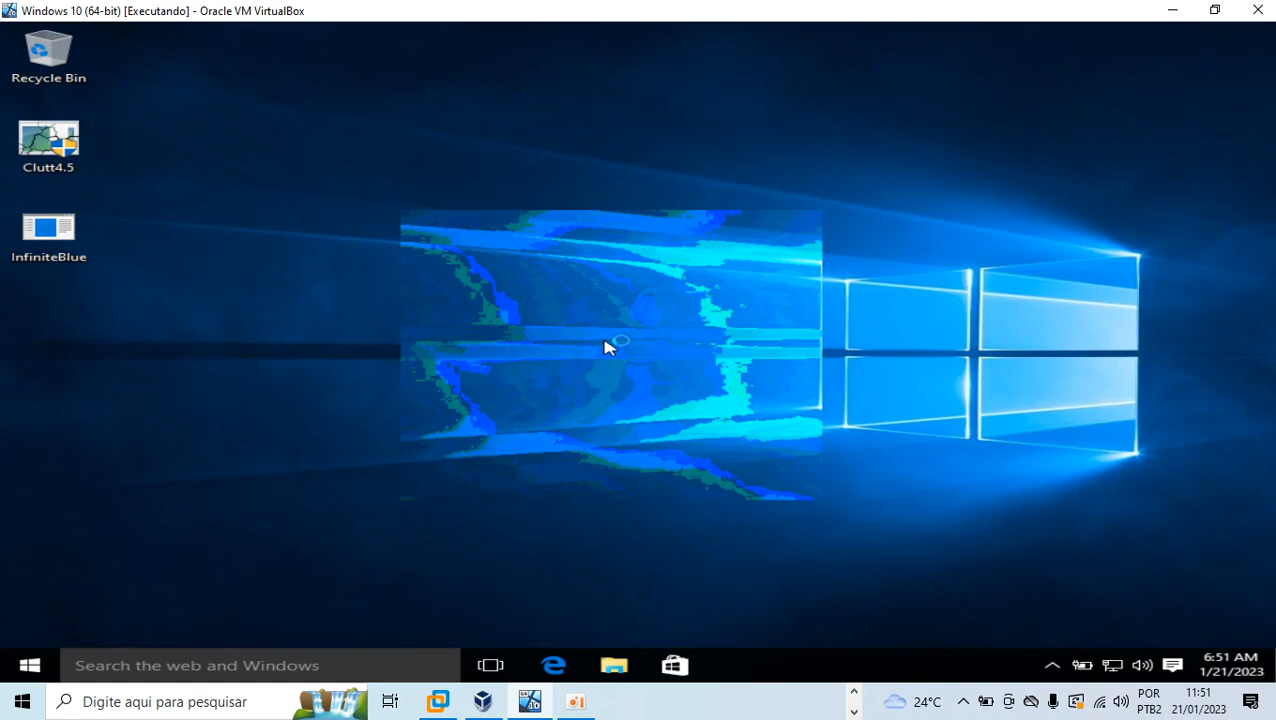 Windows 10 (64-bit) [Executando] - Oracle VM VirtualBox
Recycle Bin
Clutt4.5
InfiniteBlue
Search the web and Windows
6:51 AM
1/21/2023
Digite aqui para pesquisar
24°C
POR
PTB2
11:51
21/01/2023